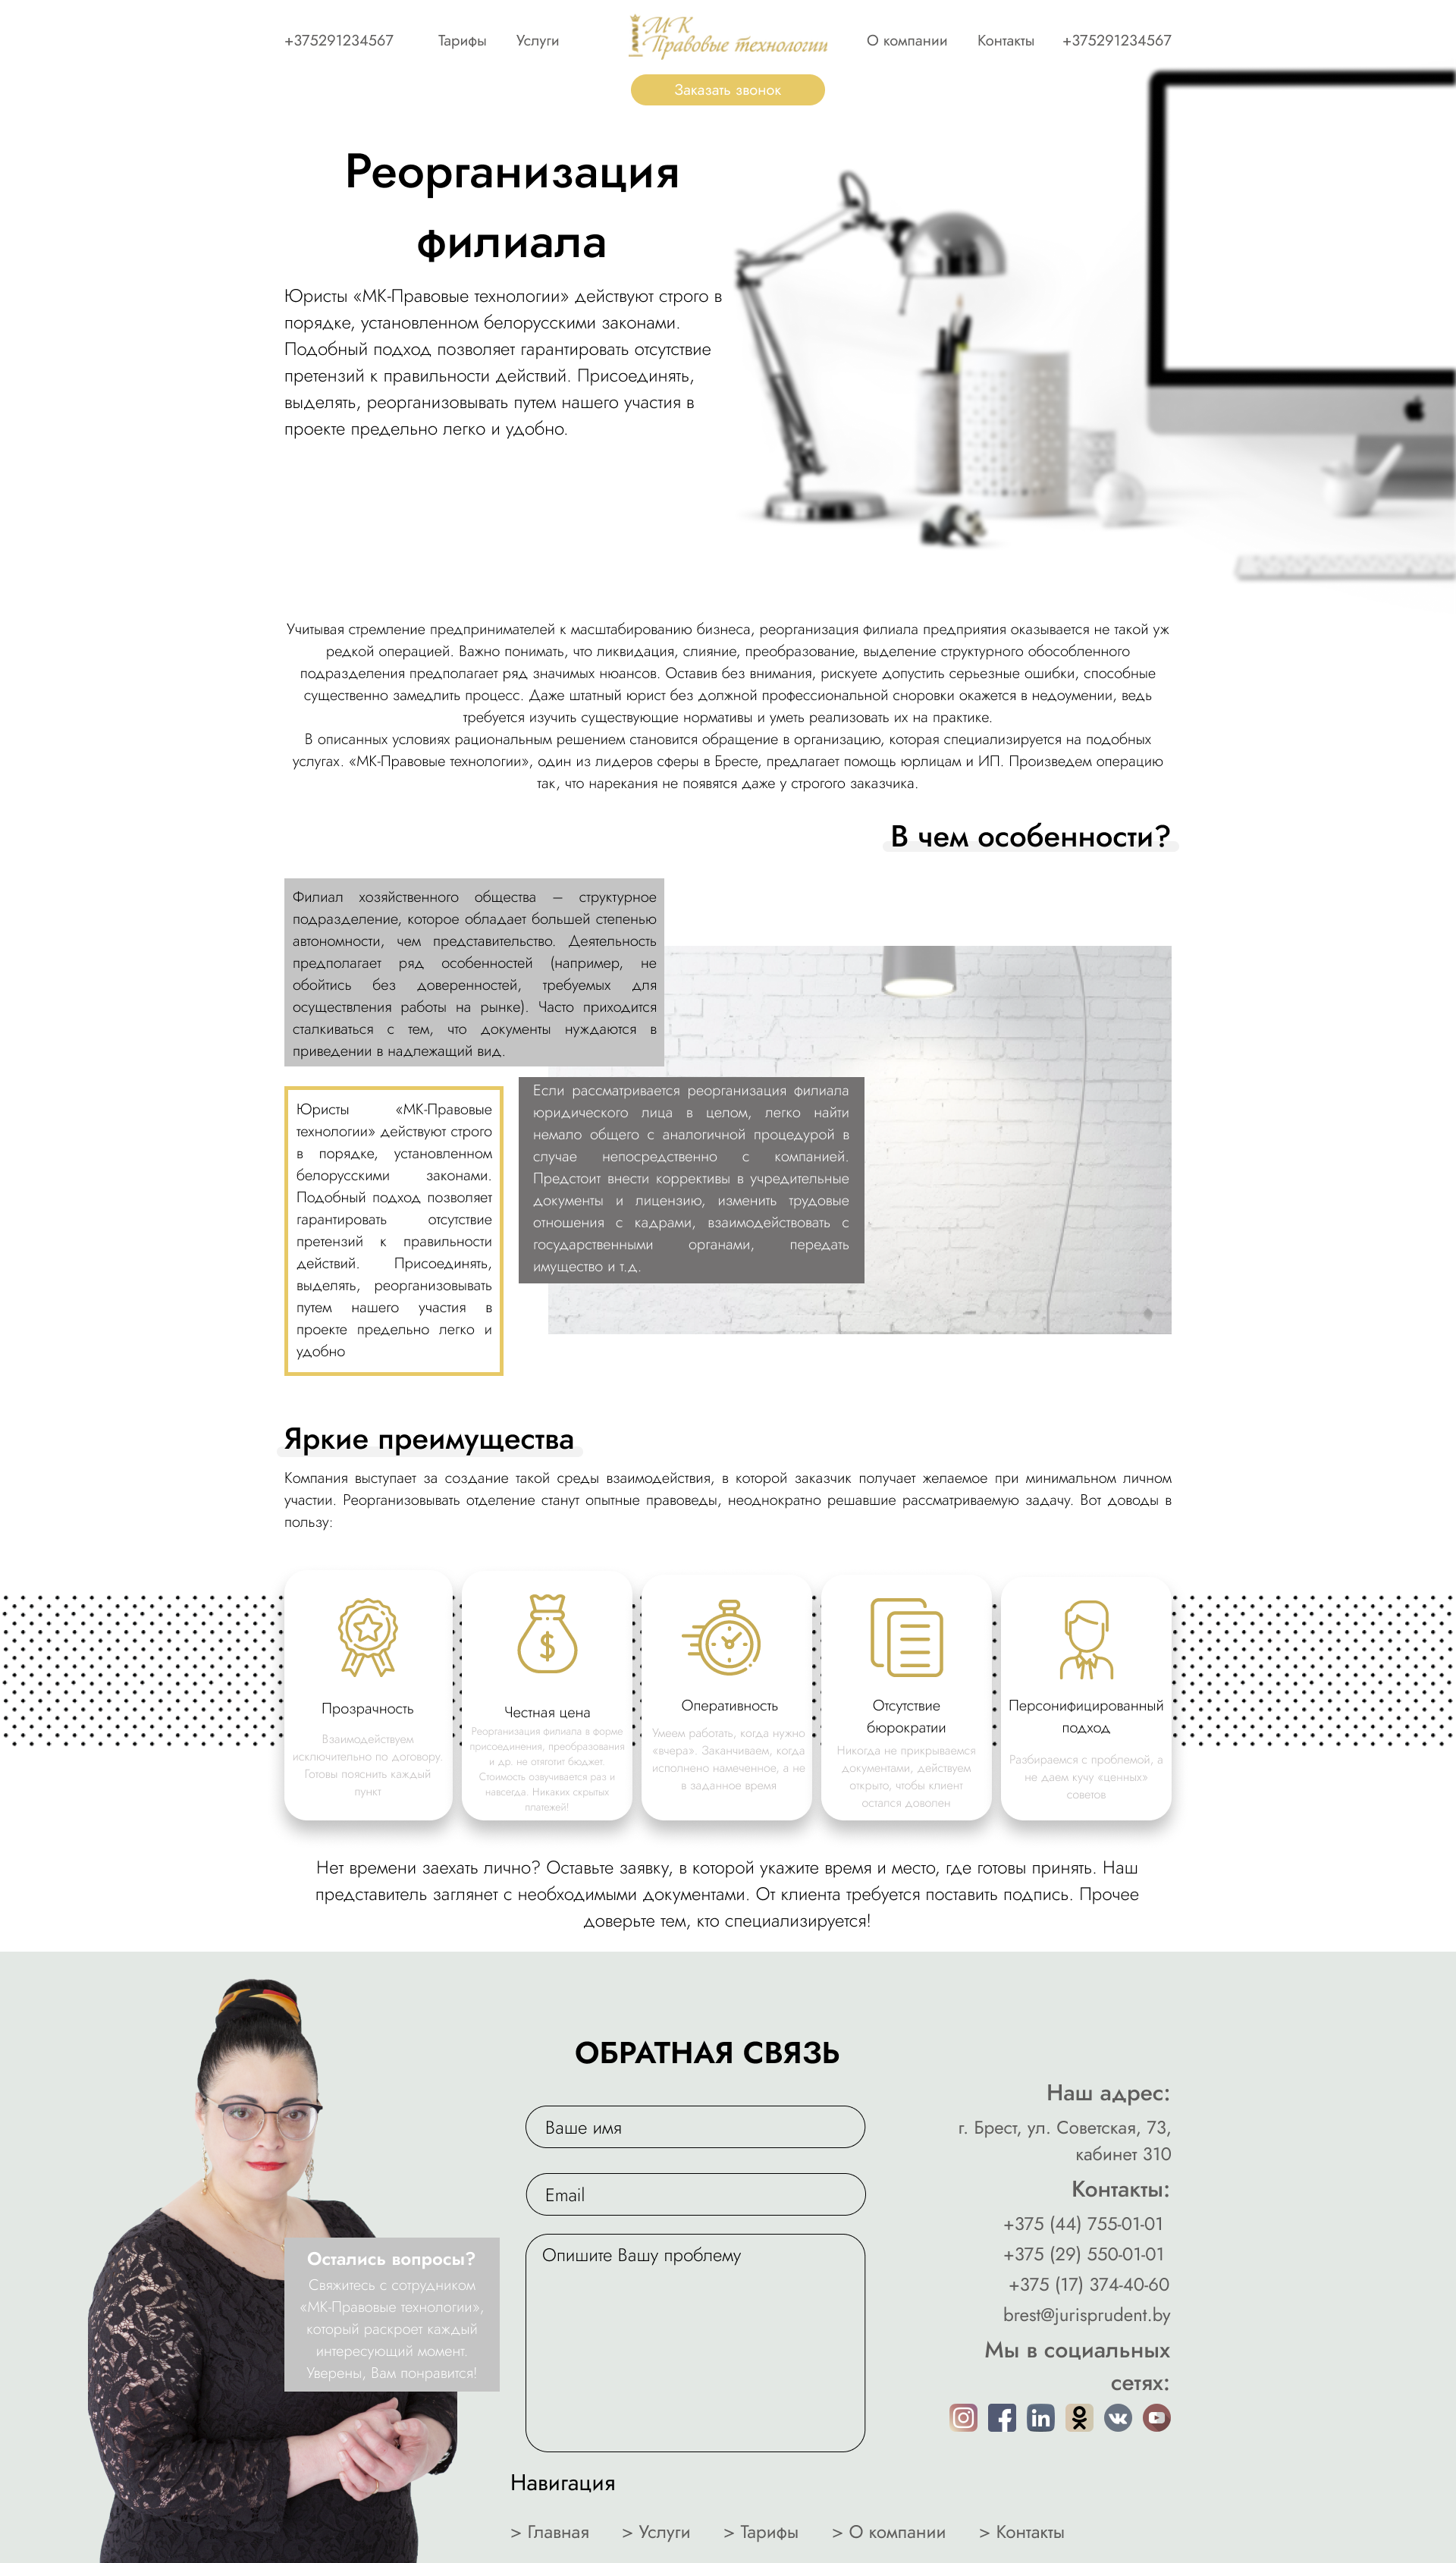 +375291234567 Тарифы Услуги МК Правовые технологии О компании Контакты +375291234567
Заказать звонок
Реорганизация
филиала
Юристы «МК-Правовые технологии» действуют строго в
порядке, установленном белорусскими законами.
Подобный подход позволяет гарантировать отсутствие
претензий к правильности действий. Присоединять,
выделять, реорганизовывать путем нашего участия в
проекте предельно легко и удобно.
Учитывая стремление предпринимателей к масштабированию бизнеса, реорганизация филиала предприятия оказывается не такой уж
редкой операцией. Важно понимать, что ликвидация, слияние, преобразование, выделение структурного обособленного
подразделения предполагает ряд значимых нюансов. Оставив без внимания, рискуете допустить серьезные ошибки, способные
существенно замедлить процесс. Даже штатный юрист без должной профессиональной сноровки окажется в недоумении, ведь
требуется изучить существующие нормативы и уметь реализовать их на практике.
В описанных условиях рациональным решением становится обращение в организацию, которая специализируется на подобных
услугах. «МК-Правовые технологии», один из лидеров сферы в Бресте, предлагает помощь юрлицам и ИП. Произведем операцию
так, что нарекания не появятся даже у строгого заказчика.
В чем особенности?
Филиал хозяйственного общества – структурное
подразделение, которое обладает большей степенью
автономности, чем представительство. Деятельность
предполагает ряд особенностей (например, не
обойтись без доверенностей, требуемых для
осуществления работы на рынке). Часто приходится
сталкиваться с тем, что документы нуждаются в
приведении в надлежащий вид.
Юристы «МК-Правовые
технологии» действуют строго
в порядке, установленном
белорусскими законами.
Подобный подход позволяет
гарантировать отсутствие
претензий к правильности
действий. Присоединять,
выделять, реорганизовывать
путем нашего участия в
проекте предельно легко и
удобно
Если рассматривается реорганизация филиала
юридического лица в целом, легко найти
немало общего с аналогичной процедурой в
случае непосредственно с компанией.
Предстоит внести коррективы в учредительные
документы и лицензию, изменить трудовые
отношения с кадрами, взаимодействовать с
государственными органами, передать
имущество и т.д.
Яркие преимущества
Компания выступает за создание такой среды взаимодействия, в которой заказчик получает желаемое при минимальном личном
участии. Реорганизовывать отделение станут опытные правоведы, неоднократно решавшие рассматриваемую задачу. Вот доводы в
пользу:
Прозрачность
Взаимодействуем
исключительно по договору.
Готовы пояснить каждый
пункт
Честная цена
Реорганизация филиала в форме
присоединения, преобразования
и др. не отяготит бюджет.
Стоимость озвучивается раз и
навсегда. Никаких скрытых
платежей!
Оперативность
Умеем работать, когда нужно
«вчера». Заканчиваем, когда
исполнено намеченное, а не
в заданное время
Отсутствие
бюрократии
Никогда не прикрываемся
документами, действуем
открыто, чтобы клиент
остался доволен
Персонифицированный
подход
Разбираемся с проблемой, а
не даем кучу «ценных»
советов
Нет времени заехать лично? Оставьте заявку, в которой укажите время и место, где готовы принять. Наш
представитель заглянет с необходимыми документами. От клиента требуется поставить подпись. Прочее
доверьте тем, кто специализируется!
Остались вопросы?
Свяжитесь с сотрудником
«МК-Правовые технологии»,
который раскроет каждый
интересующий момент.
Уверены, Вам понравится!
ОБРАТНАЯ СВЯЗЬ
Ваше имя
Email
Опишите Вашу проблему
Наш адрес:
г. Брест, ул. Советская, 73,
кабинет 310
Контакты:
+375 (44) 755-01-01
+375 (29) 550-01-01
+375 (17) 374-40-60
brest@jurisprudent.by
Мы в социальных
сетях:
Навигация
> Главная > Услуги > Тарифы > О компании > Контакты